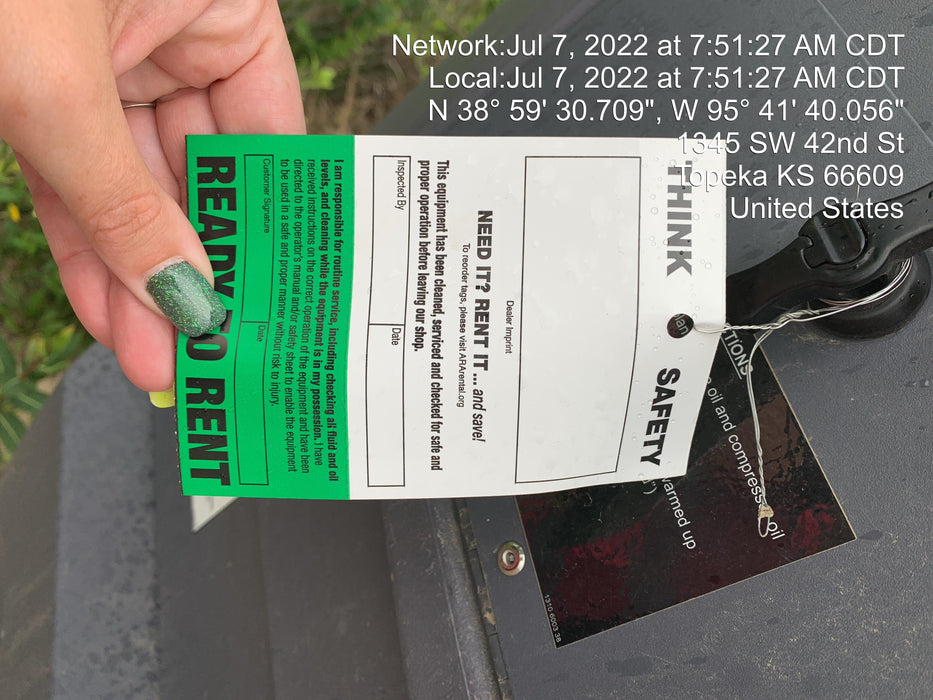 Network:Jul 7, 2022 at 7:51:27 AM CDT
Local:Jul 7, 2022 at 7:51:27 AM CDT
N 38° 59' 30.709", W 95° 41' 40.056"
1345 SW 42nd St
Topeka KS 66609
United States
THINK SAFETY
Dealer Imprint
NEED IT? RENT IT ... and save!
To reorder tags, please visit ARArental.org
This equipment has been cleaned, serviced and checked for safe and
proper operation before leaving our shop.
Inspected By
Date
I am responsible for routine service, including checking all fluid and oil
levels, and cleaning while the equipment is in my possession. I have
received instructions on the correct operation of the equipment and have been
directed to the operator's manual and/or safety sheet to enable the equipment
to be used in a safe and proper manner without risk to injury.
Customer Signature
Date
READY TO RENT
TIONS
oil and compressor oil
warmed up
1310 6003 38